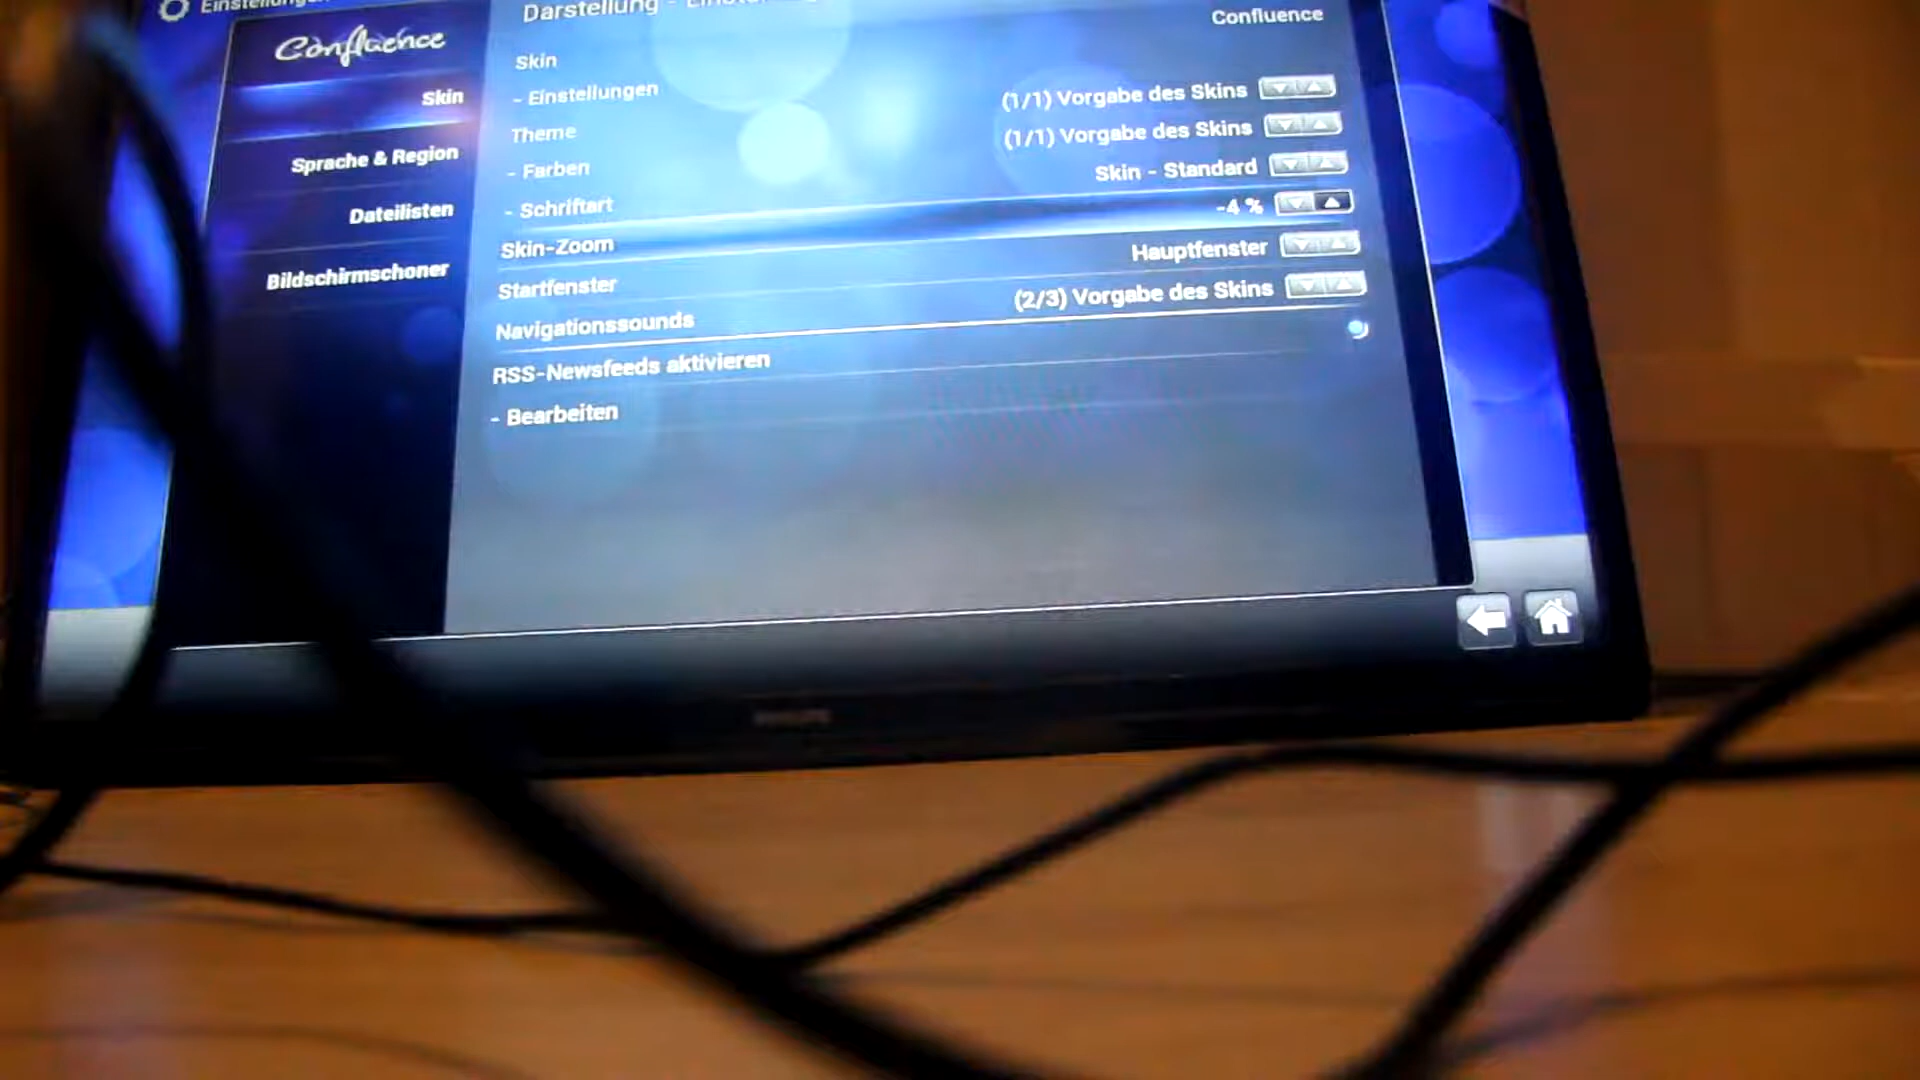 Confluence
Skin
Sprache & Region
Dateilisten
Bildschirmschoner
Darstellung -
Skin Confluence
- Einstellungen
Theme (1/1) Vorgabe des Skins
- Farben (1/1) Vorgabe des Skins
- Schriftart Skin - Standard
Skin-Zoom -4 %
Startfenster Hauptfenster
Navigationssounds (2/3) Vorgabe des Skins
RSS-Newsfeeds aktivieren
- Bearbeiten